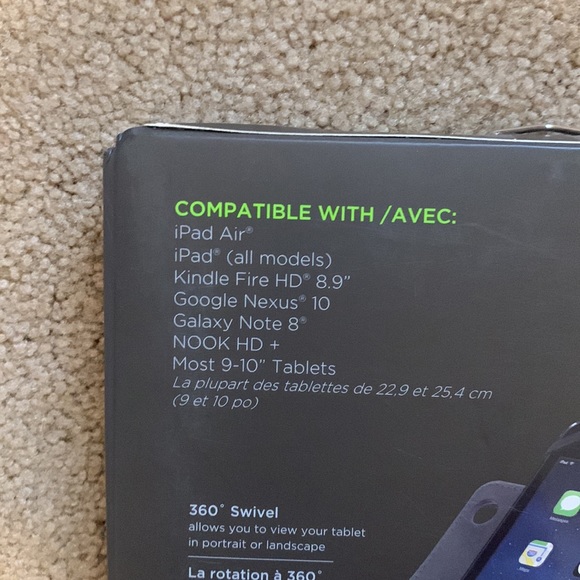 COMPATIBLE WITH /AVEC:
iPad Air®
iPad® (all models)
Kindle Fire HD® 8.9”
Google Nexus® 10
Galaxy Note 8®
NOOK HD +
Most 9-10” Tablets
La plupart des tablettes de 22,9 et 25,4 cm
(9 et 10 po)
360° Swivel
allows you to view your tablet
in portrait or landscape
La rotation à 360°
Messages
Maps